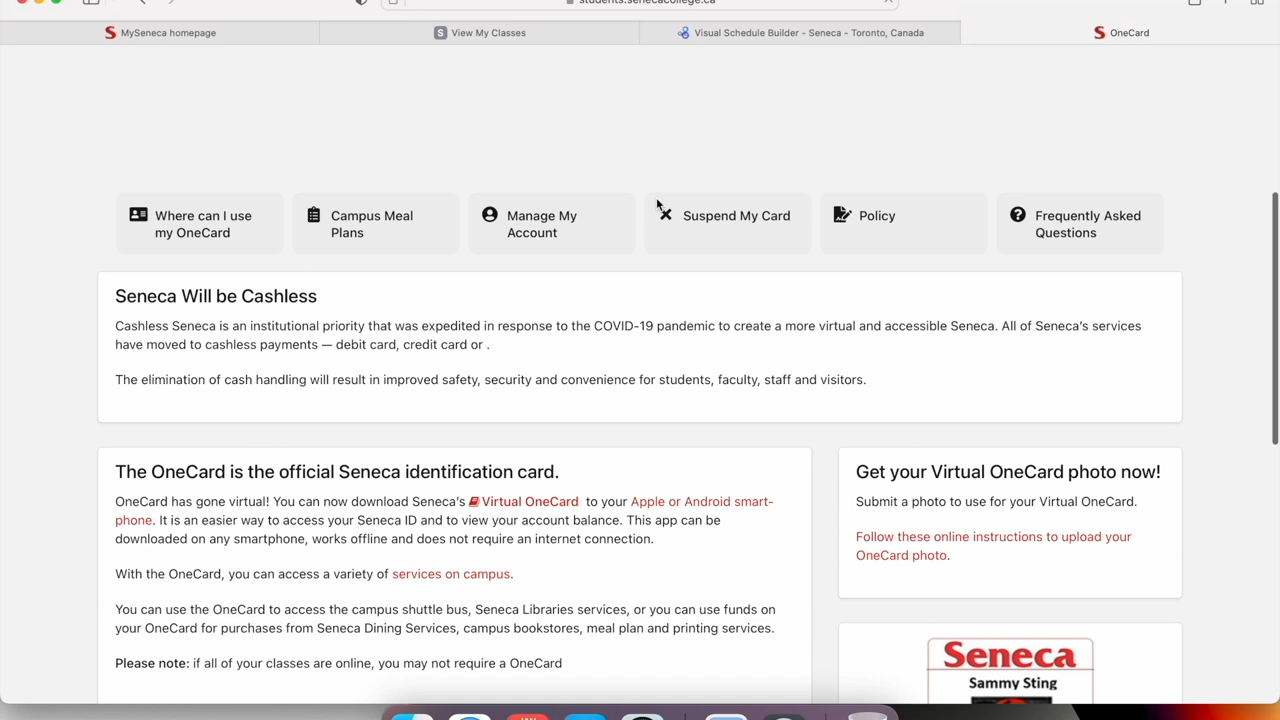 students.senecacollege.ca
MySeneca homepage
S View My Classes
Visual Schedule Builder - Seneca - Toronto, Canada
OneCard
Where can I use
my OneCard
Campus Meal
Plans
Manage My
Account
Suspend My Card
Policy
Frequently Asked
Questions
Seneca Will be Cashless
Cashless Seneca is an institutional priority that was expedited in response to the COVID-19 pandemic to create a more virtual and accessible Seneca. All of Seneca's services
have moved to cashless payments — debit card, credit card or .
The elimination of cash handling will result in improved safety, security and convenience for students, faculty, staff and visitors.
The OneCard is the official Seneca identification card.
OneCard has gone virtual! You can now download Seneca's Virtual OneCard to your Apple or Android smart-
phone. It is an easier way to access your Seneca ID and to view your account balance. This app can be
downloaded on any smartphone, works offline and does not require an internet connection.
With the OneCard, you can access a variety of services on campus.
You can use the OneCard to access the campus shuttle bus, Seneca Libraries services, or you can use funds on
your OneCard for purchases from Seneca Dining Services, campus bookstores, meal plan and printing services.
Please note: if all of your classes are online, you may not require a OneCard
Get your Virtual OneCard photo now!
Submit a photo to use for your Virtual OneCard.
Follow these online instructions to upload your
OneCard photo.
Seneca
Sammy Sting